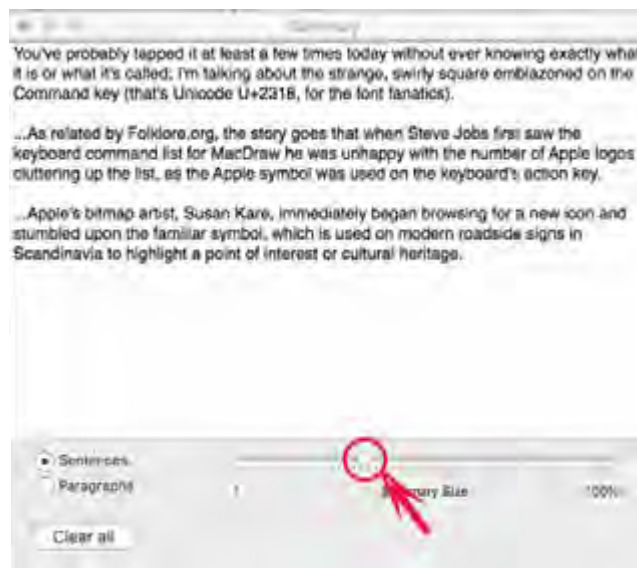 Summary
You've probably tapped it at least a few times today without ever knowing exactly what
it is or what it's called; I'm talking about the strange, swirly square emblazoned on the
Command key (that's Unicode U+2318, for the font fanatics).
...As related by Folklore.org, the story goes that when Steve Jobs first saw the
keyboard command list for MacDraw he was unhappy with the number of Apple logos
cluttering up the list, as the Apple symbol was used on the keyboard's action key.
...Apple's bitmap artist, Susan Kare, immediately began browsing for a new icon and
stumbled upon the familiar symbol, which is used on modern roadside signs in
Scandinavia to highlight a point of interest or cultural heritage.
Sentences
Paragraphs
1 Summary Size 100%
Clear all